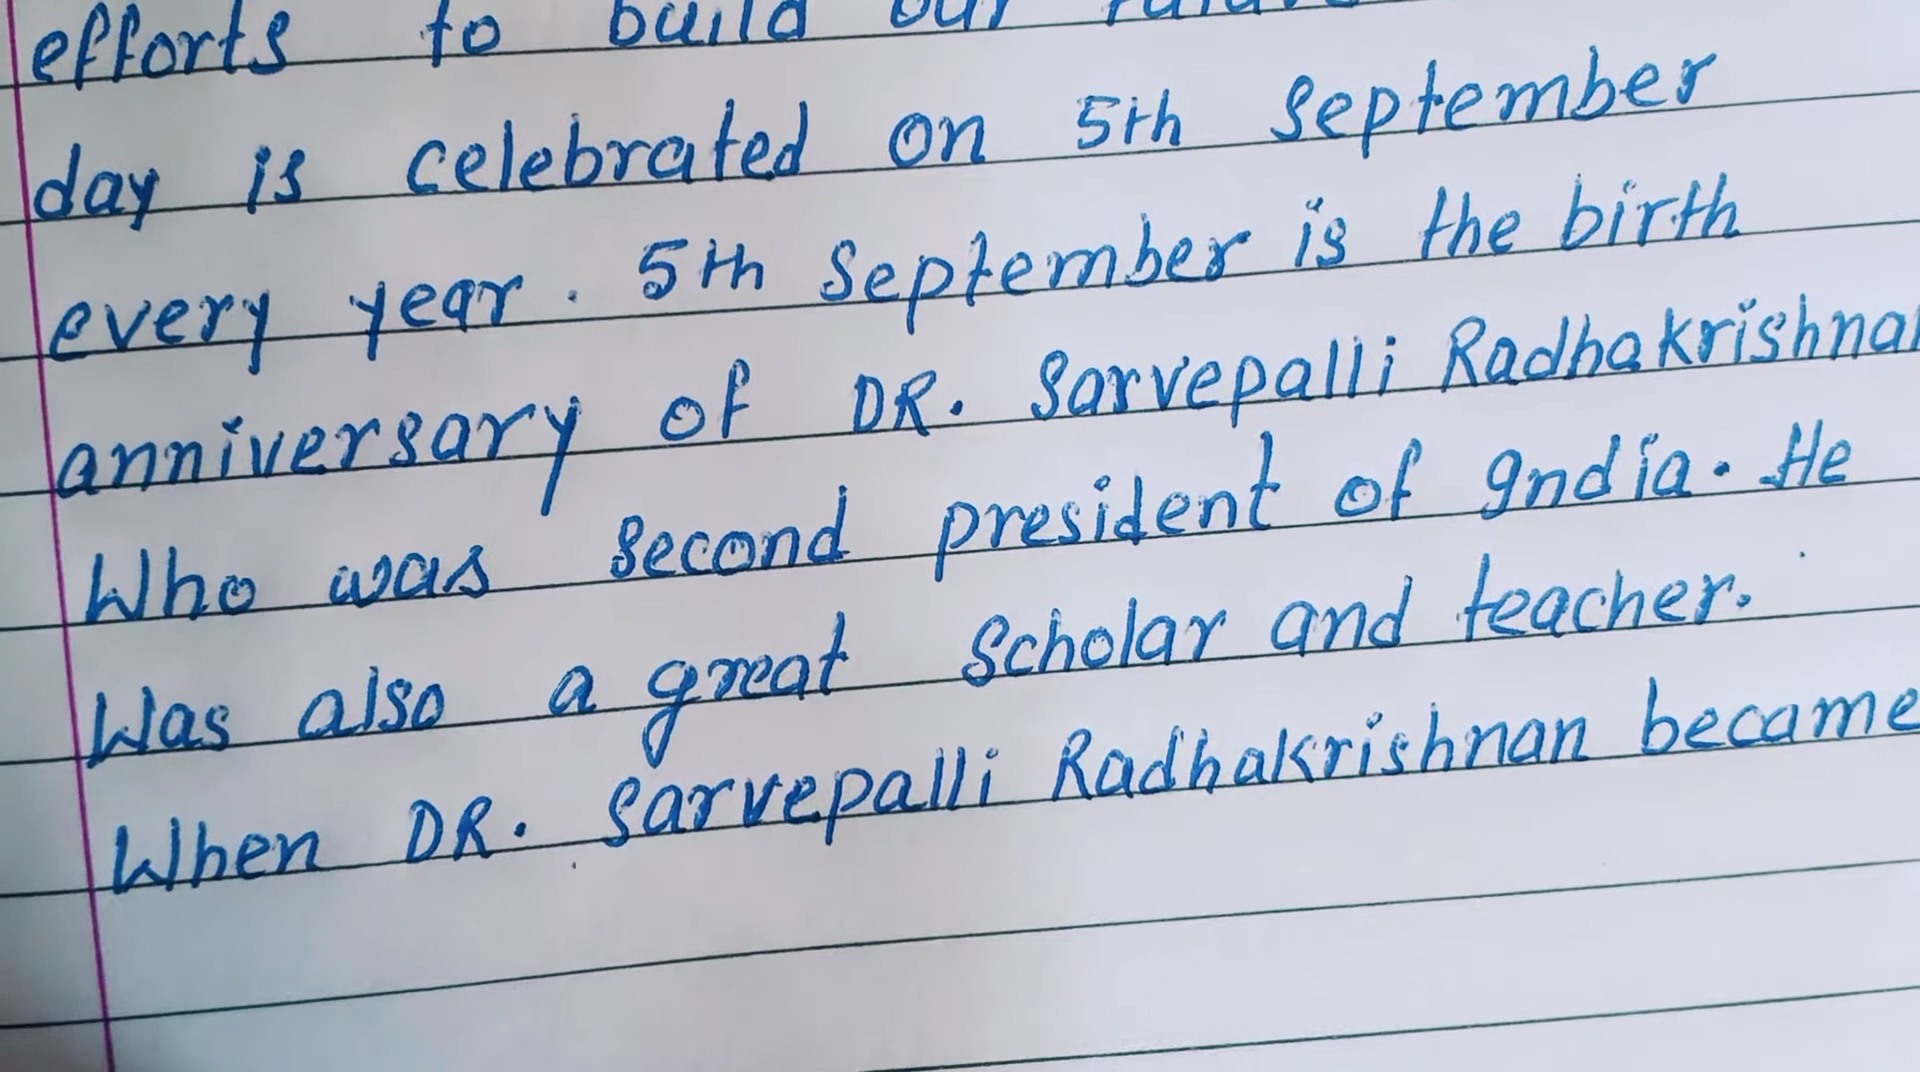 efforts to build our
day is celebrated on 5th September
every year. 5th September is the birth
anniversary of DR. Sarvepalli Radhakrishna
Who was second president of India. He
Was also a great Scholar and teacher.
When DR. Sarvepalli Radhakrishnan became